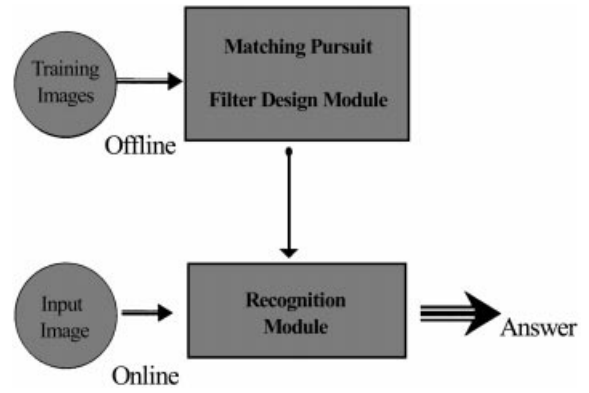 Training
Images
Matching Pursuit
Filter Design Module
Offline
Input
Image
Recognition
Module
Answer
Online